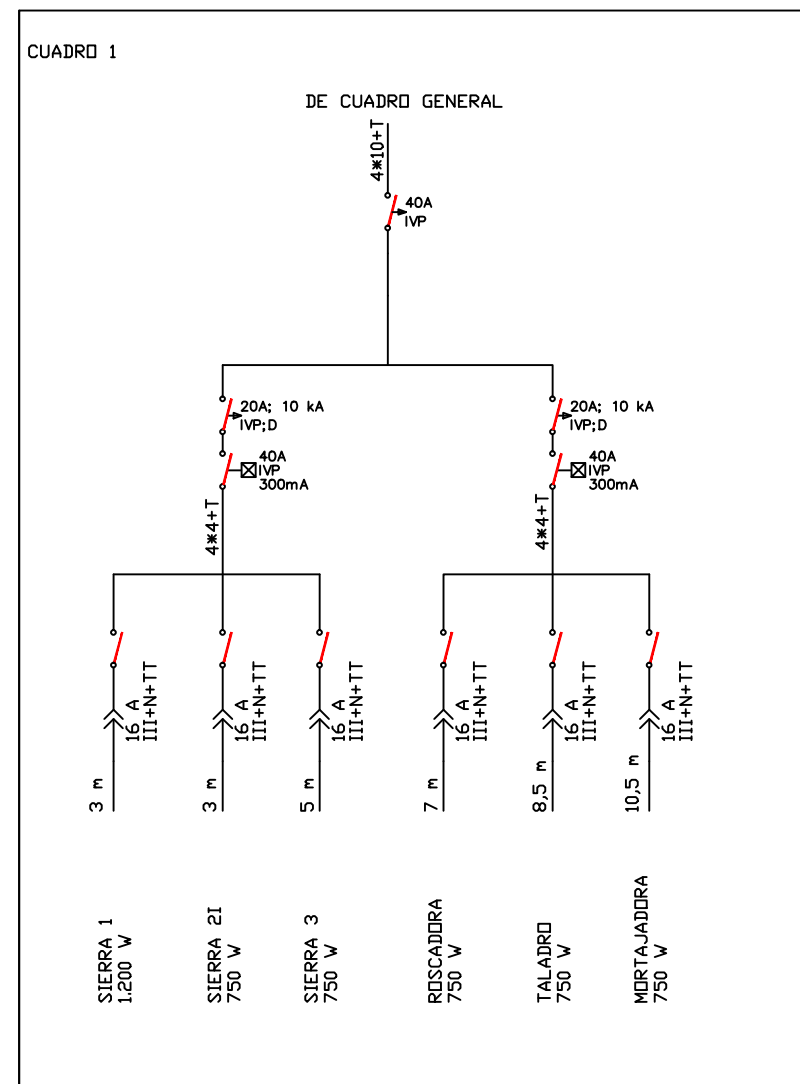 CUADRO 1
DE CUADRO GENERAL
4*10+T
40A
IVP
20A; 10 kA
IVP;D
40A
IVP
300mA
4*4+T
20A; 10 kA
IVP;D
40A
IVP
300mA
4*4+T
16 A
III+N+TT
16 A
III+N+TT
16 A
III+N+TT
16 A
III+N+TT
16 A
III+N+TT
16 A
III+N+TT
3 m
3 m
5 m
7 m
8,5 m
10,5 m
SIERRA 1
1.200 W
SIERRA 2I
750 W
SIERRA 3
750 W
ROSCADORA
750 W
TALADRO
750 W
MORTAJADORA
750 W